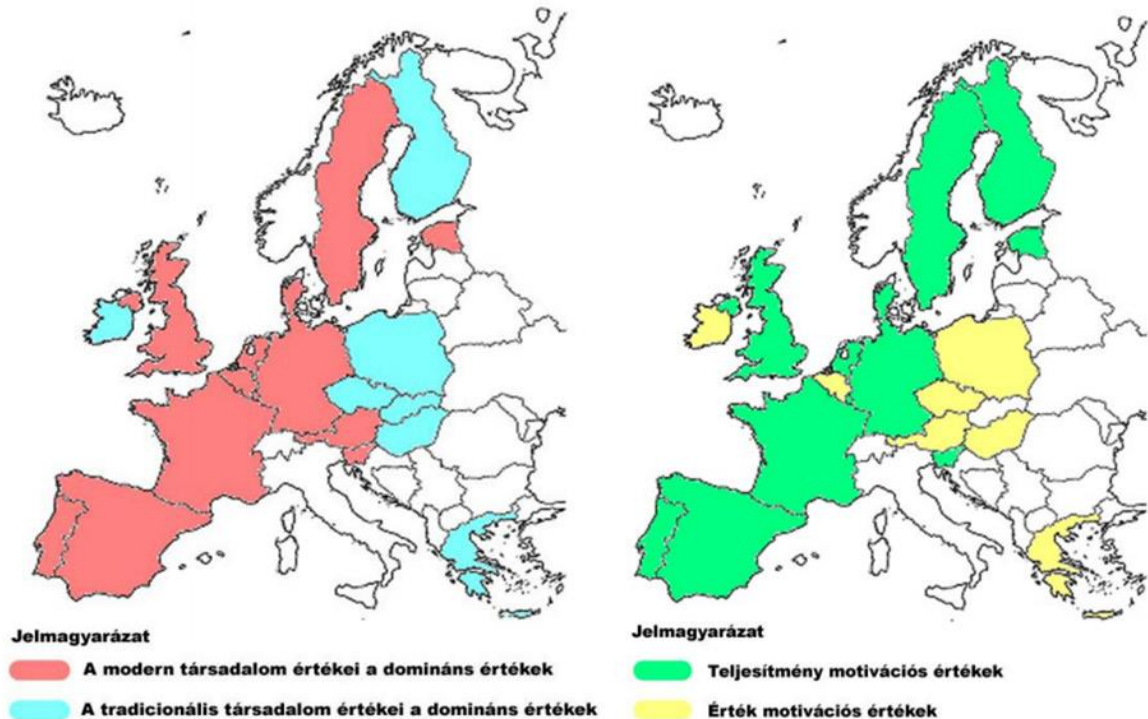 Jelmagyarázat
A modern társadalom értékei a domináns értékek
A tradicionális társadalom értékei a domináns értékek
Jelmagyarázat
Teljesítmény motivációs értékek
Érték motivációs értékek